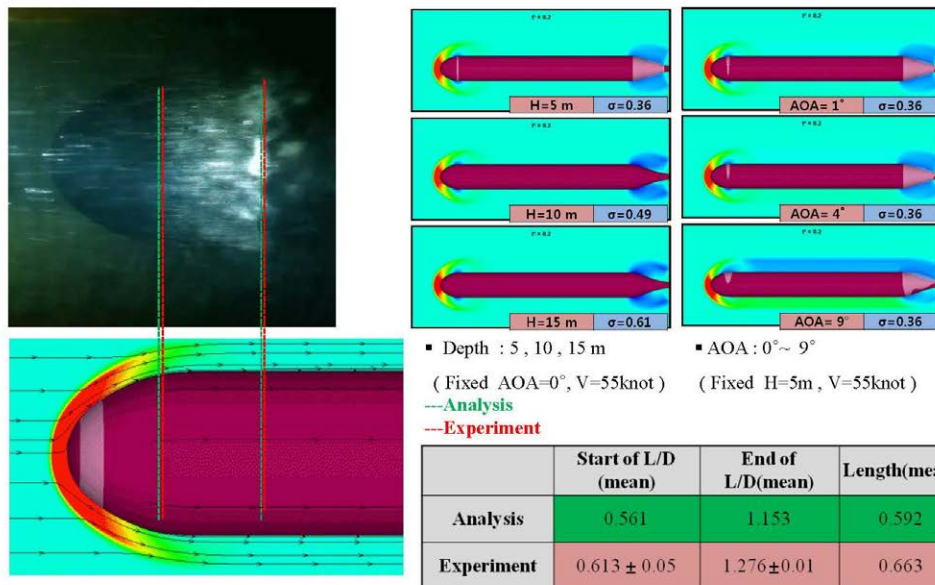 H=5 m σ=0.36
AOA= 1˚ σ=0.36
H=10 m σ=0.49
AOA= 4˚ σ=0.36
H=15 m σ=0.61
AOA= 9˚ σ=0.36
▪ Depth : 5 , 10 , 15 m
( Fixed AOA=0˚, V=55knot )
▪ AOA : 0˚~ 9˚
( Fixed H=5m , V=55knot )
---Analysis
---Experiment
Start of L/D
(mean)
End of
L/D(mean)
Length(mea
Analysis 0.561 1.153 0.592
Experiment 0.613 ± 0.05 1.276±0.01 0.663